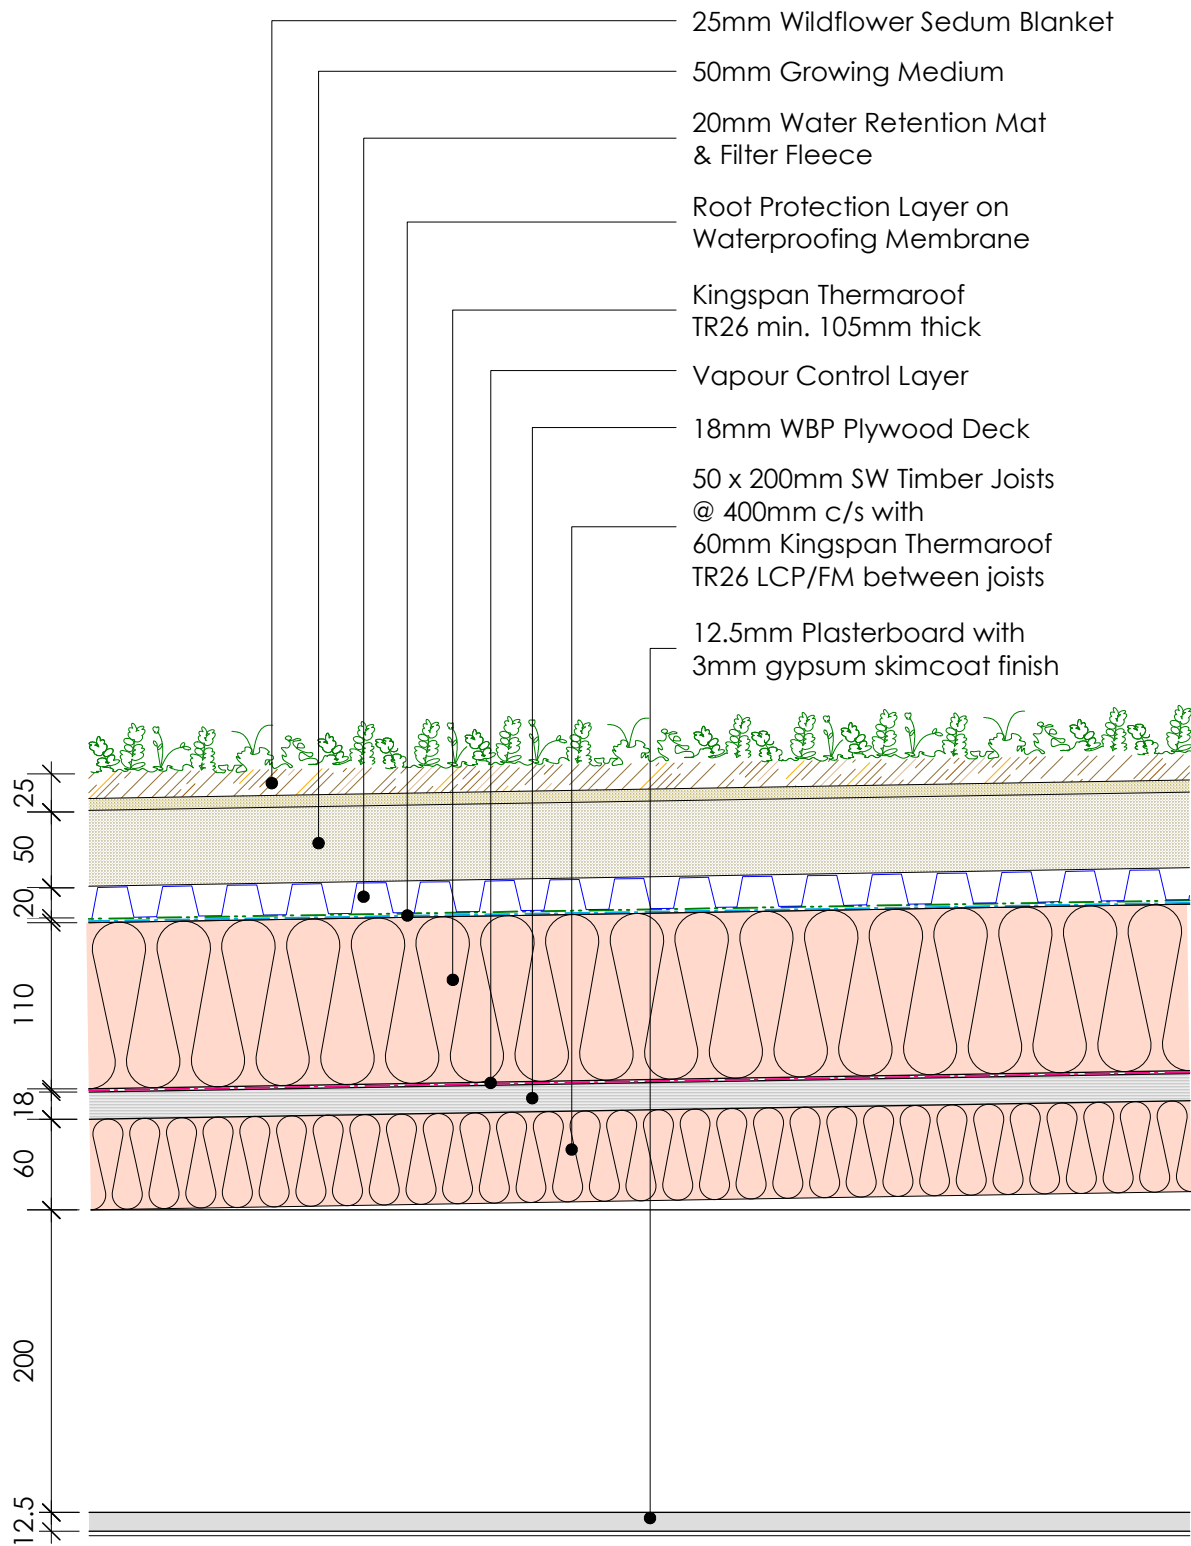 25mm Wildflower Sedum Blanket
50mm Growing Medium
20mm Water Retention Mat
& Filter Fleece
Root Protection Layer on
Waterproofing Membrane
Kingspan Thermaroof
TR26 min. 105mm thick
Vapour Control Layer
18mm WBP Plywood Deck
50 x 200mm SW Timber Joists
@ 400mm c/s with
60mm Kingspan Thermaroof
TR26 LCP/FM between joists
12.5mm Plasterboard with
3mm gypsum skimcoat finish
25
50
20
110
18
60
200
12.5